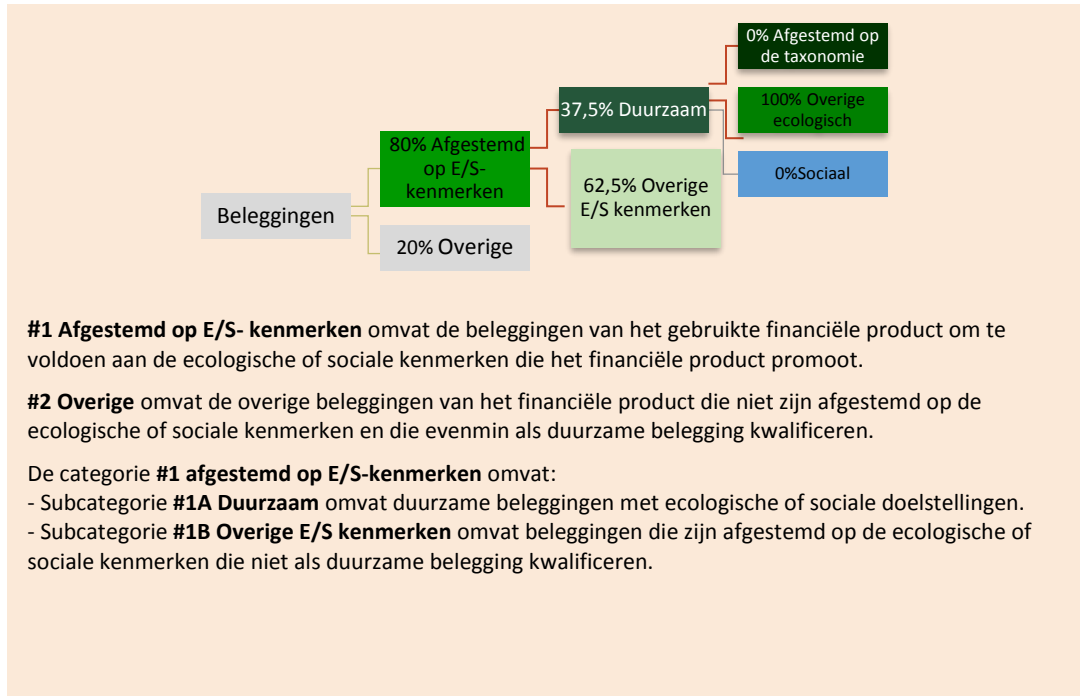 0% Afgestemd op
de taxonomie
37,5% Duurzaam
100% Overige
ecologisch
80% Afgestemd
op E/S-
kenmerken
0%Sociaal
62,5% Overige
E/S kenmerken
Beleggingen
20% Overige
#1 Afgestemd op E/S- kenmerken omvat de beleggingen van het gebruikte financiële product om te
voldoen aan de ecologische of sociale kenmerken die het financiële product promoot.
#2 Overige omvat de overige beleggingen van het financiële product die niet zijn afgestemd op de
ecologische of sociale kenmerken en die evenmin als duurzame belegging kwalificeren.
De categorie #1 afgestemd op E/S-kenmerken omvat:
- Subcategorie #1A Duurzaam omvat duurzame beleggingen met ecologische of sociale doelstellingen.
- Subcategorie #1B Overige E/S kenmerken omvat beleggingen die zijn afgestemd op de ecologische of
sociale kenmerken die niet als duurzame belegging kwalificeren.